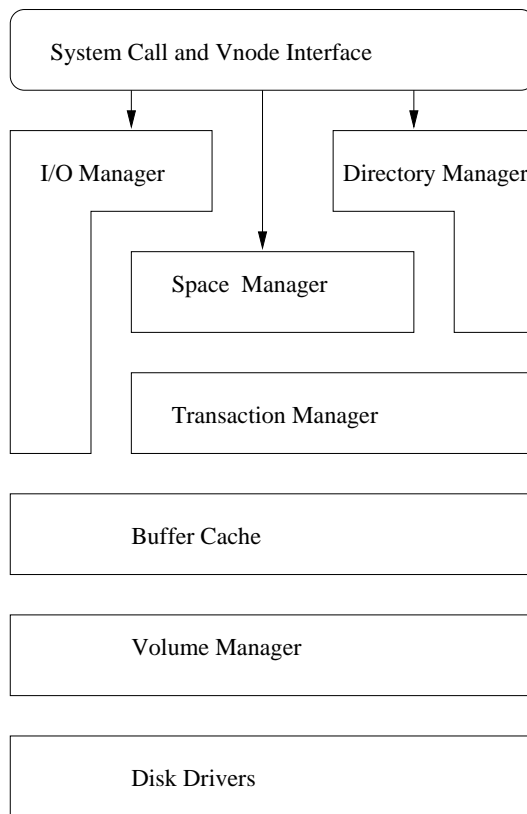 System Call and Vnode Interface
I/O Manager
Directory Manager
Space Manager
Transaction Manager
Buffer Cache
Volume Manager
Disk Drivers